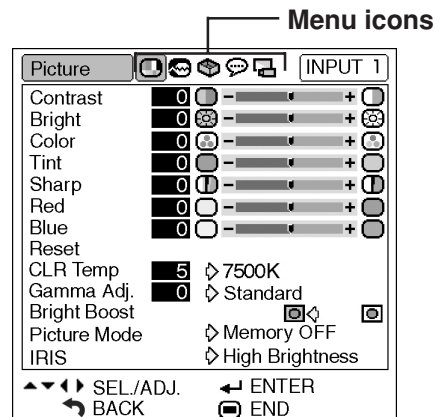 Menu icons
Picture INPUT 1
Contrast 0 - +
Bright 0 - +
Color 0 - +
Tint 0 - +
Sharp 0 - +
Red 0 - +
Blue 0 - +
Reset
CLR Temp 5 7500K
Gamma Adj. 0 Standard
Bright Boost
Picture Mode Memory OFF
IRIS High Brightness
SEL./ADJ. ENTER
BACK END